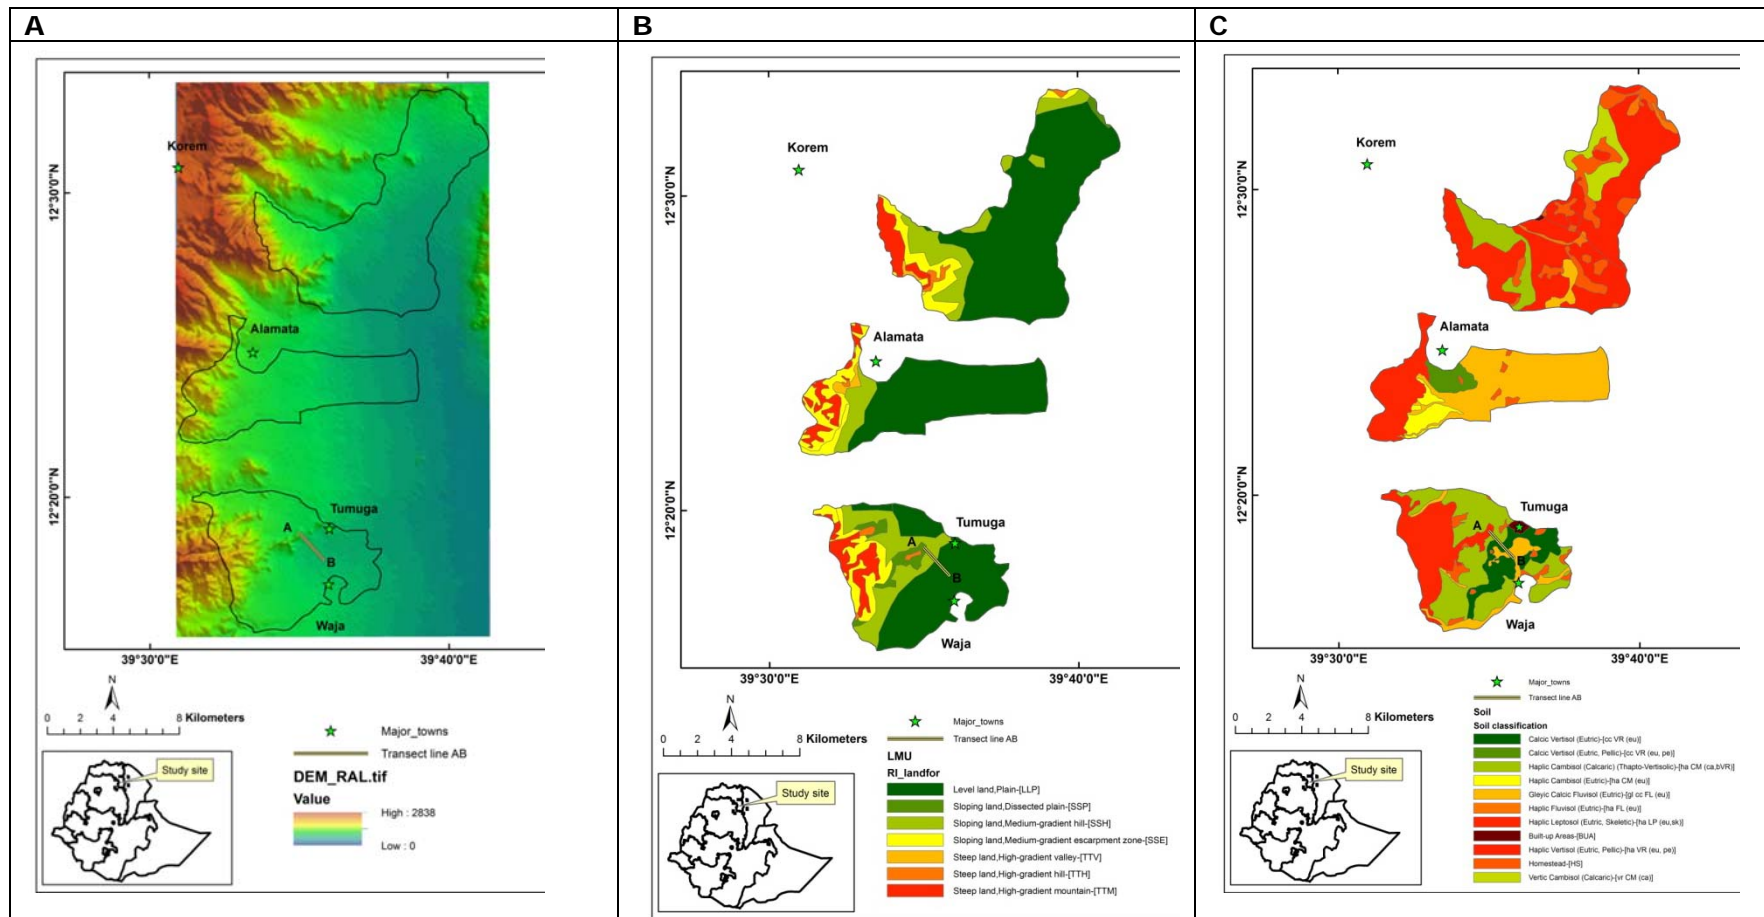 A
B
C
Korem
Alamata
Tumuga
A
B
Waja
12°30'0"N
12°20'0"N
39°30'0"E
39°40'0"E
N
0 2 4 8 Kilometers
Major_towns
Transect line AB
DEM_RAL.tif
Value
High : 2838
Low : 0
Study site
Korem
Alamata
Tumuga
A
B
Waja
12°30'0"N
12°20'0"N
39°30'0"E
39°40'0"E
N
0 2 4 8 Kilometers
Major_towns
Transect line AB
LMU
RI_landfor
Level land,Plain-[LLP]
Sloping land,Dissected plain-[SSP]
Sloping land,Medium-gradient hill-[SSH]
Sloping land,Medium-gradient escarpment zone-[SSE]
Steep land,High-gradient valley-[TTV]
Steep land,High-gradient hill-[TTH]
Steep land,High-gradient mountain-[TTM]
Study site
Korem
Alamata
Tumuga
A
B
Waja
12°30'0"N
12°20'0"N
39°30'0"E
39°40'0"E
N
0 2 4 8 Kilometers
Major_towns
Transect line AB
Soil
Soil classification
Calcic Vertisol (Eutric)-[cc VR (eu)]
Calcic Vertisol (Eutric, Pellic)-[cc VR (eu, pe)]
Haplic Cambisol (Calcaric) (Thapto-Vertisolic)-[ha CM (ca,bVR)]
Haplic Cambisol (Eutric)-[ha CM (eu)]
Gleyic Calcic Fluvisol (Eutric)-[gl cc FL (eu)]
Haplic Fluvisol (Eutric)-[ha FL (eu)]
Haplic Leptosol (Eutric, Skeletic)-[ha LP (eu,sk)]
Built-up Areas-[BUA]
Haplic Vertisol (Eutric, Pellic)-[ha VR (eu, pe)]
Homestead-[HS]
Vertic Cambisol (Calcaric)-[vr CM (ca)]
Study site